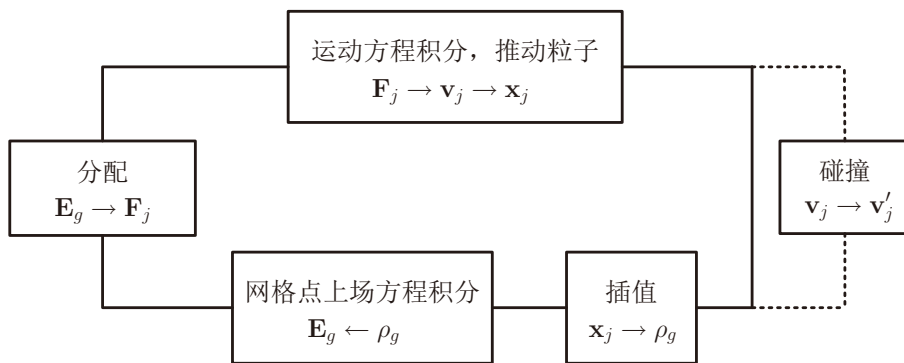 运动方程积分，推动粒子
F_j → v_j → x_j
分配
E_g → F_j
碰撞
v_j → v′_j
网格点上场方程积分
E_g ← ρ_g
插值
x_j → ρ_g